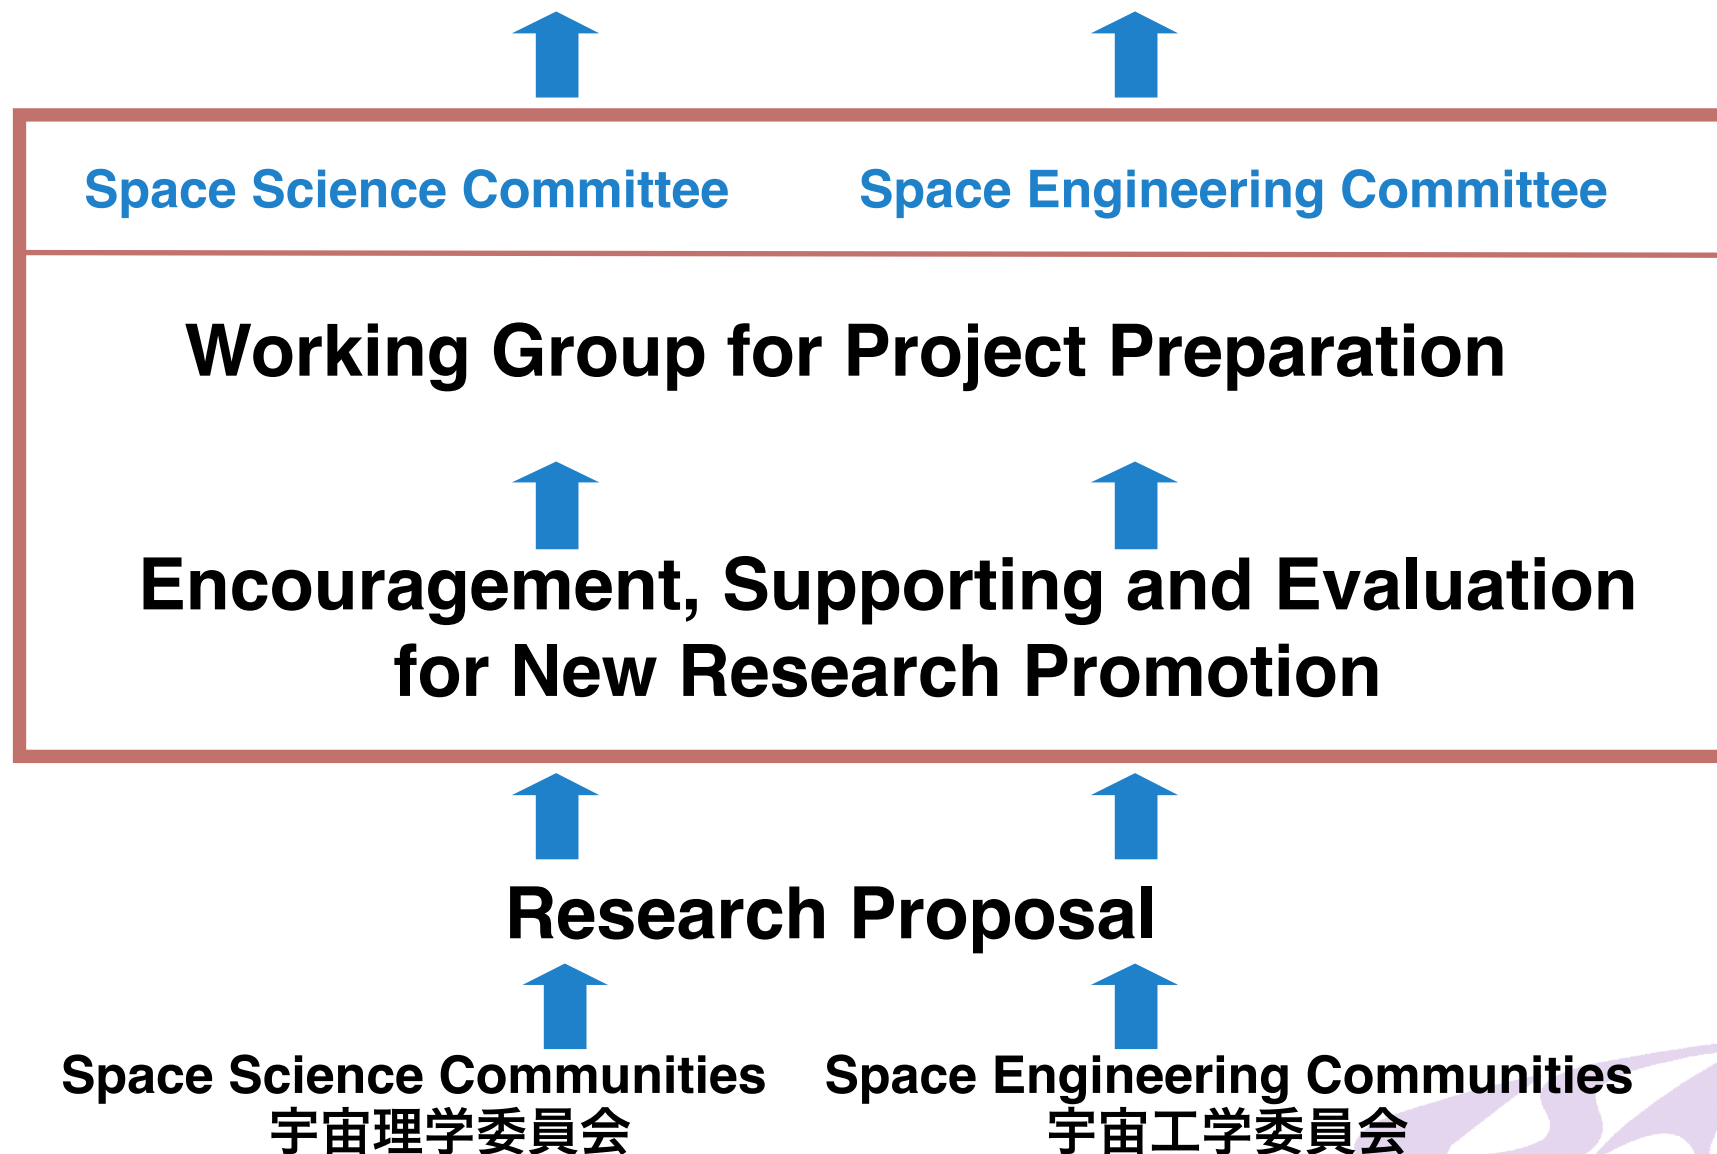 Space Science Committee Space Engineering Committee
Working Group for Project Preparation
Encouragement, Supporting and Evaluation
for New Research Promotion
Research Proposal
Space Science Communities Space Engineering Communities
宇宙理学委員会 宇宙工学委員会